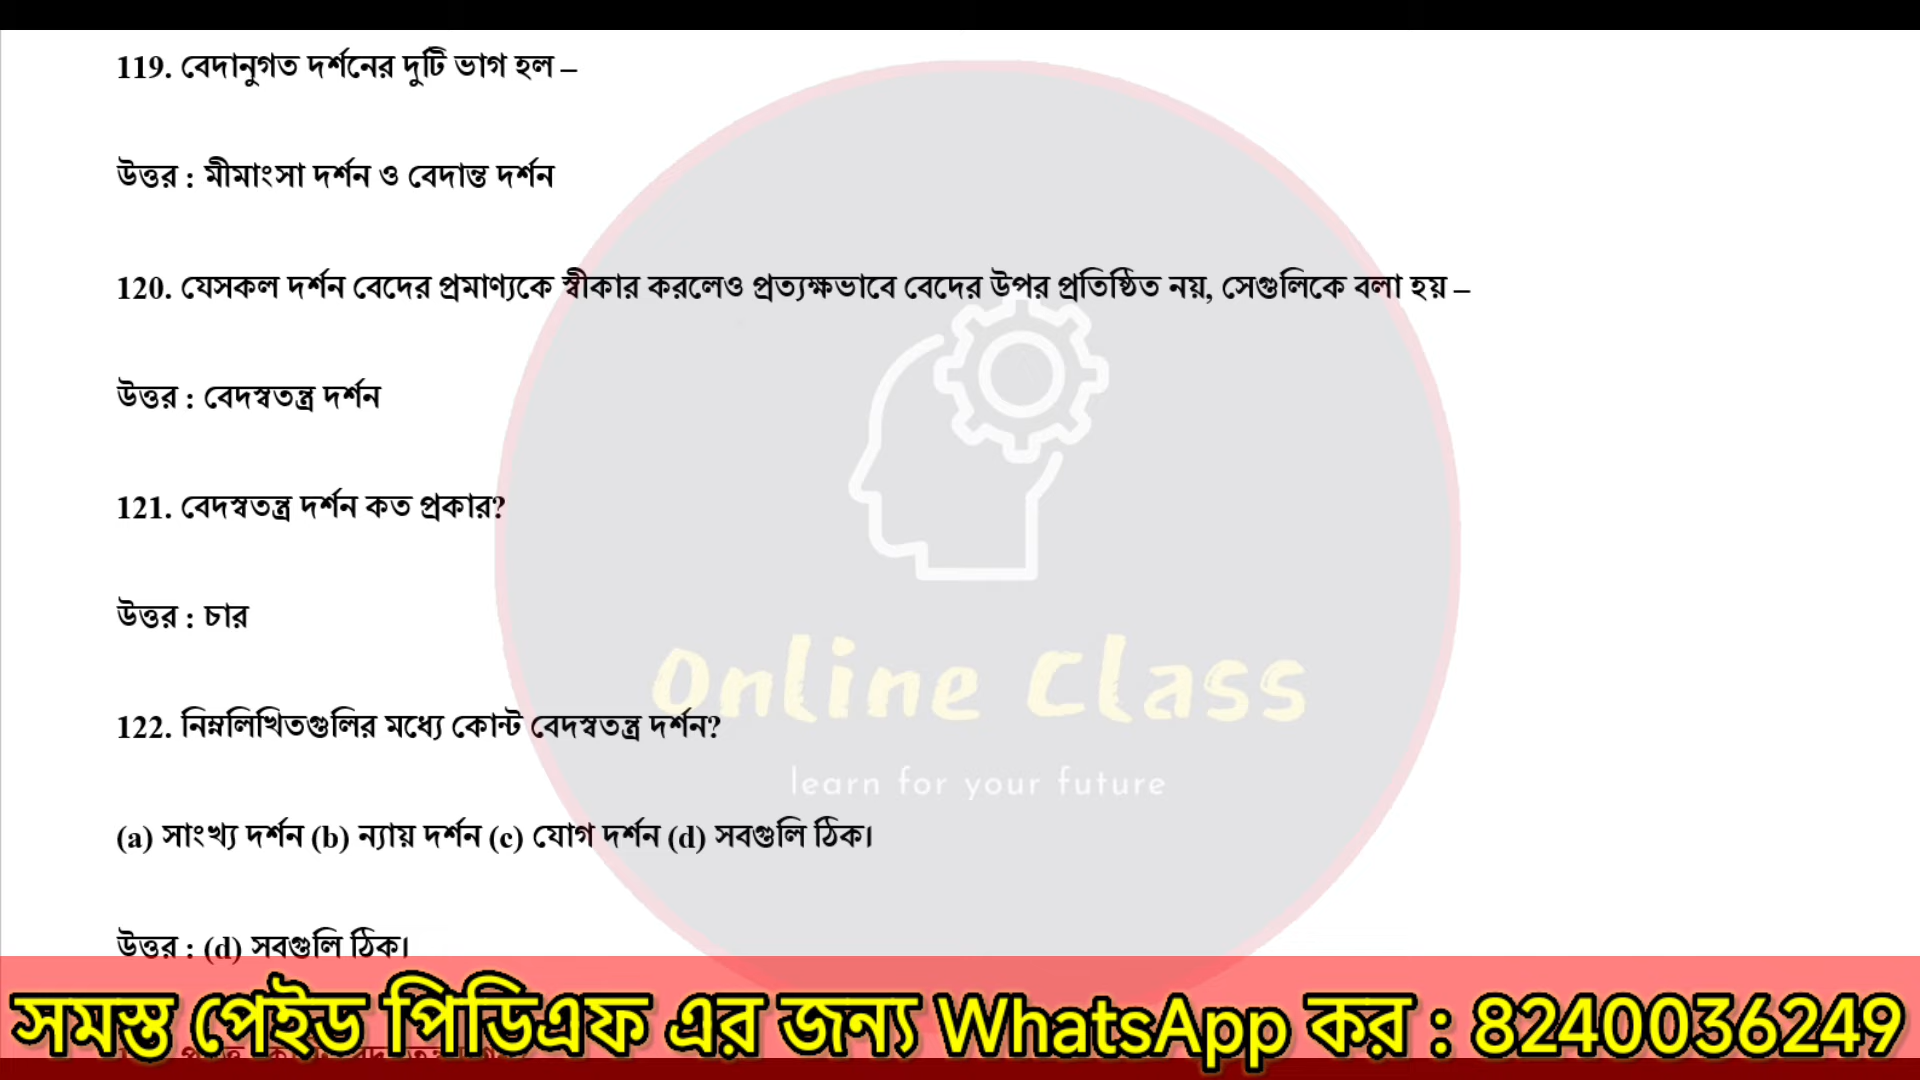 119. বেদানুগত দর্শনের দুটি ভাগ হল –
উত্তর : মীমাংসা দর্শন ও বেদান্ত দর্শন
120. যেসকল দর্শন বেদের প্রমাণ্যকে স্বীকার করলেও প্রত্যক্ষভাবে বেদের উপর প্রতিষ্ঠিত নয়, সেগুলিকে বলা হয় –
উত্তর : বেদস্বতন্ত্র দর্শন
121. বেদস্বতন্ত্র দর্শন কত প্রকার?
উত্তর : চার
Online Class
122. নিম্নলিখিতগুলির মধ্যে কোন্ট বেদস্বতন্ত্র দর্শন?
learn for your future
(a) সাংখ্য দর্শন (b) ন্যায় দর্শন (c) যোগ দর্শন (d) সবগুলি ঠিক।
উত্তর : (d) সবগুলি ঠিক।
সমস্ত পেইড পিডিএফ এর জন্য WhatsApp কর : 8240036249